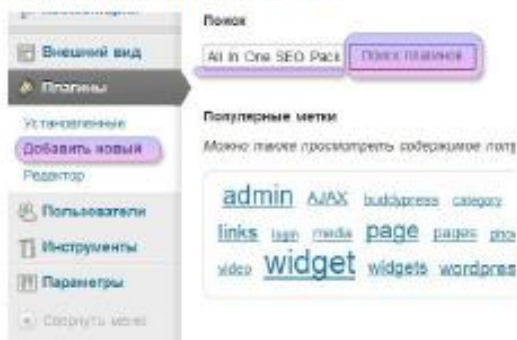 Внешний вид
Плагины
Установленные
Добавить новый
Редактор
Пользователи
Инструменты
Параметры
Свернуть меню
Поиск
All In One SEO Pack
Поиск плагинов
Популярные метки
Можно также просмотреть содержимое
admin AJAX buddypress category
links login media page pages
video widget widgets